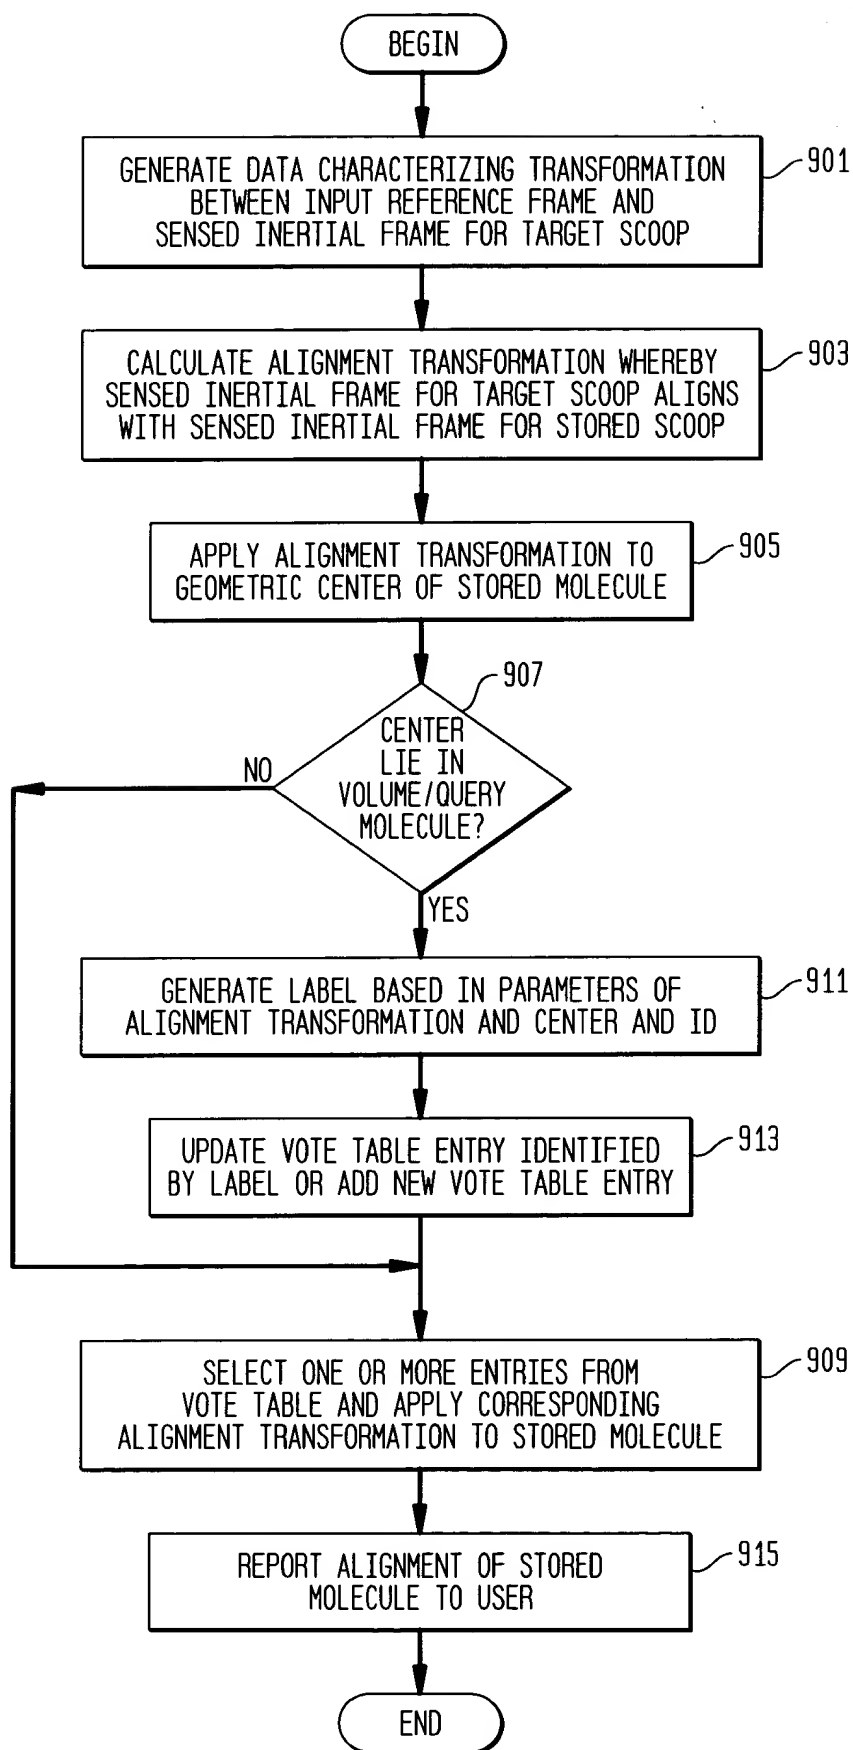 BEGIN
GENERATE DATA CHARACTERIZING TRANSFORMATION
BETWEEN INPUT REFERENCE FRAME AND
SENSED INERTIAL FRAME FOR TARGET SCOOP
901
CALCULATE ALIGNMENT TRANSFORMATION WHEREBY
SENSED INERTIAL FRAME FOR TARGET SCOOP ALIGNS
WITH SENSED INERTIAL FRAME FOR STORED SCOOP
903
APPLY ALIGNMENT TRANSFORMATION TO
GEOMETRIC CENTER OF STORED MOLECULE
905
CENTER
LIE IN
VOLUME/QUERY
MOLECULE?
907
NO
YES
GENERATE LABEL BASED IN PARAMETERS OF
ALIGNMENT TRANSFORMATION AND CENTER AND ID
911
UPDATE VOTE TABLE ENTRY IDENTIFIED
BY LABEL OR ADD NEW VOTE TABLE ENTRY
913
SELECT ONE OR MORE ENTRIES FROM
VOTE TABLE AND APPLY CORRESPONDING
ALIGNMENT TRANSFORMATION TO STORED MOLECULE
909
REPORT ALIGNMENT OF STORED
MOLECULE TO USER
915
END